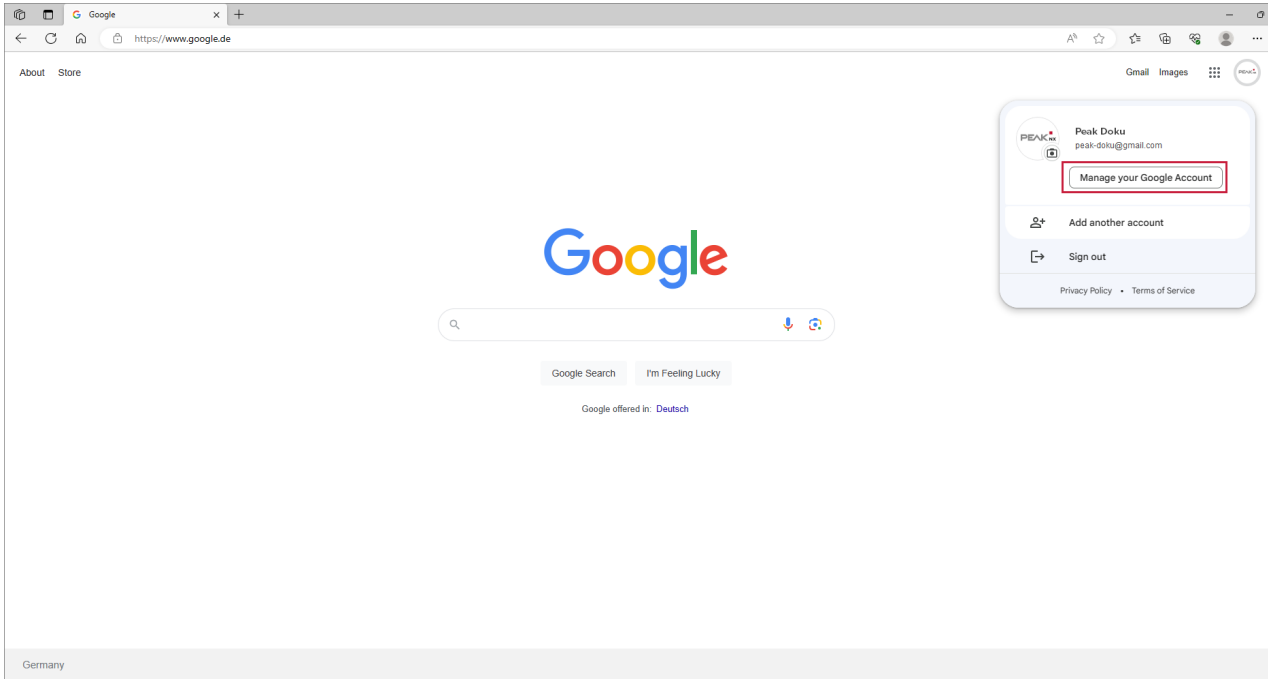 Google
https://www.google.de
About Store
Gmail Images
PEAK
PEAK NX
Peak Doku
peak-doku@gmail.com
Manage your Google Account
Add another account
Sign out
Privacy Policy • Terms of Service
Google
Google Search I'm Feeling Lucky
Google offered in: Deutsch
Germany